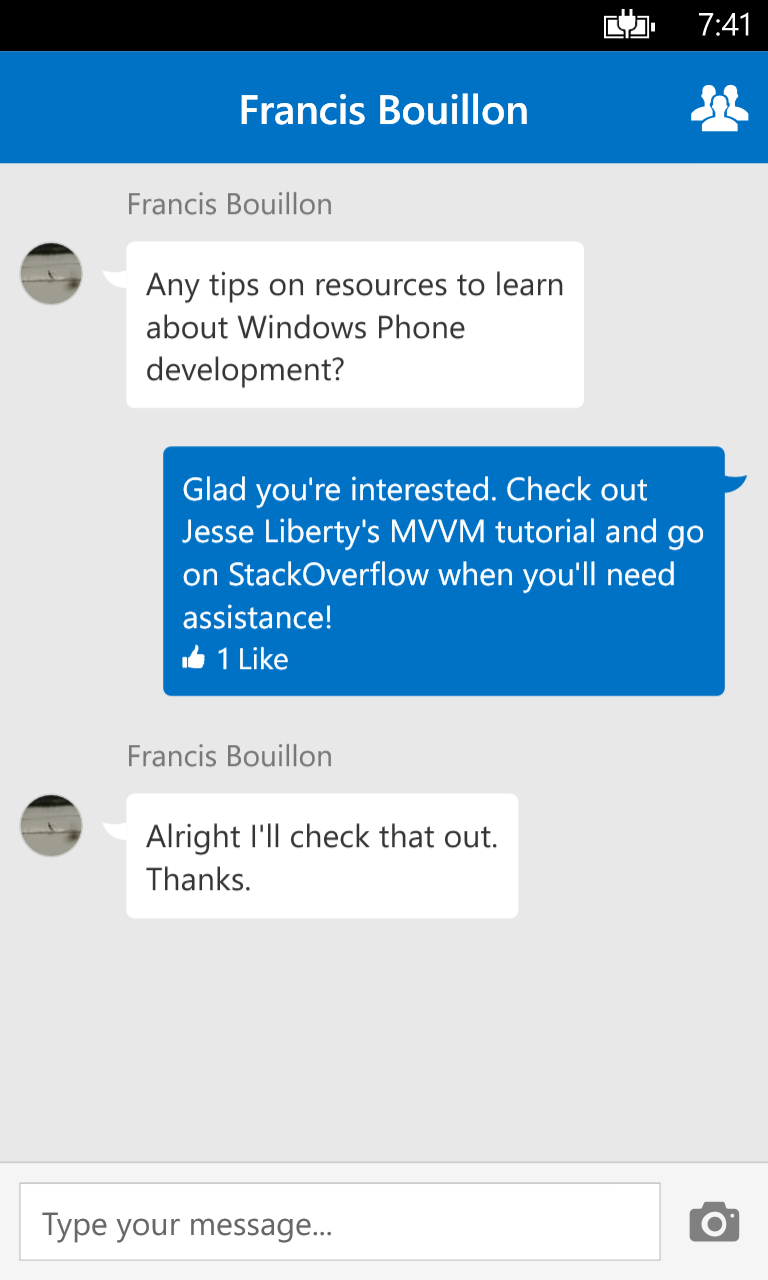 7:41
Francis Bouillon
Francis Bouillon
Any tips on resources to learn
about Windows Phone
development?
Glad you're interested. Check out
Jesse Liberty's MVVM tutorial and go
on StackOverflow when you'll need
assistance!
1 Like
Francis Bouillon
Alright I'll check that out.
Thanks.
Type your message...